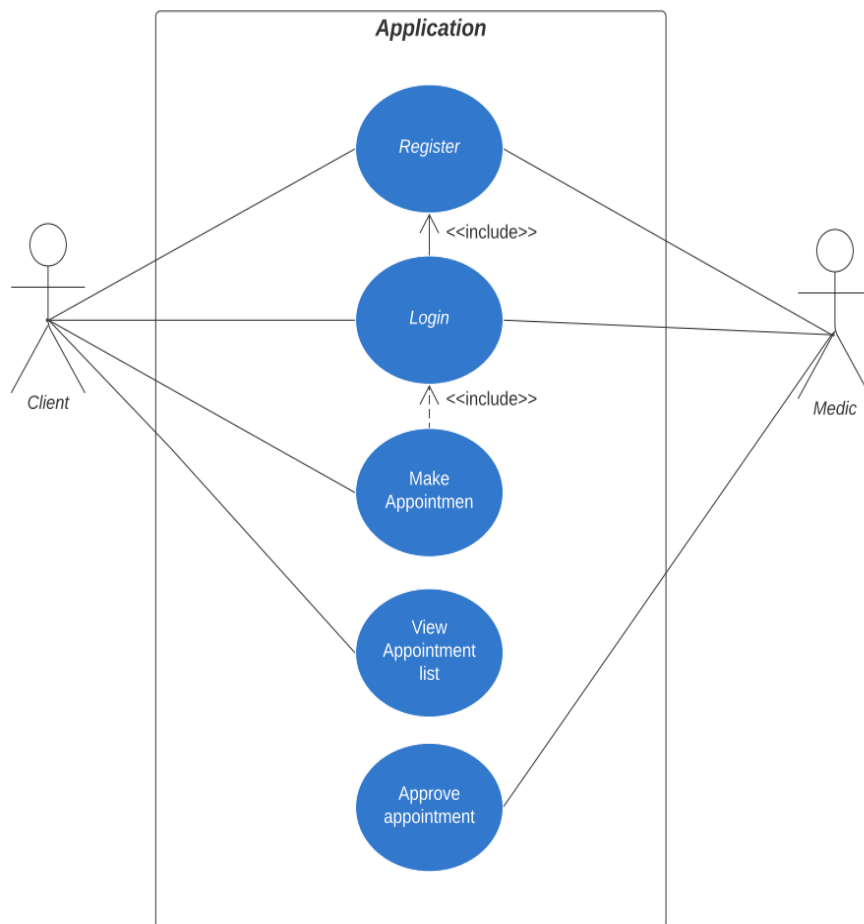 Application
Register
<<include>>
Login
<<include>>
Client
Medic
Make
Appointmen
View
Appointment
list
Approve
appointment